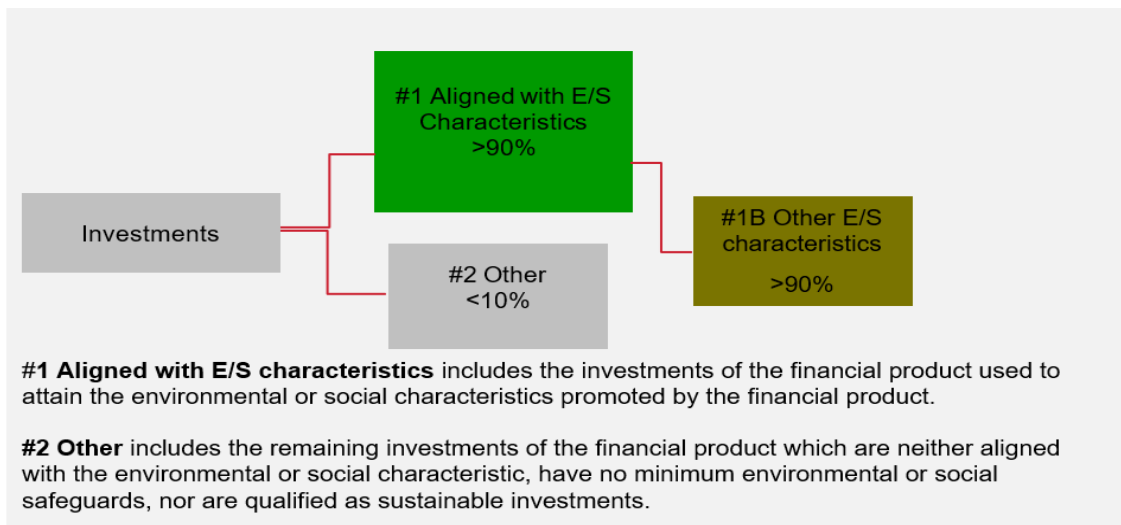 #1 Aligned with E/S
Characteristics
>90%
Investments
#1B Other E/S
characteristics
>90%
#2 Other
<10%
#1 Aligned with E/S characteristics includes the investments of the financial product used to
attain the environmental or social characteristics promoted by the financial product.
#2 Other includes the remaining investments of the financial product which are neither aligned
with the environmental or social characteristic, have no minimum environmental or social
safeguards, nor are qualified as sustainable investments.